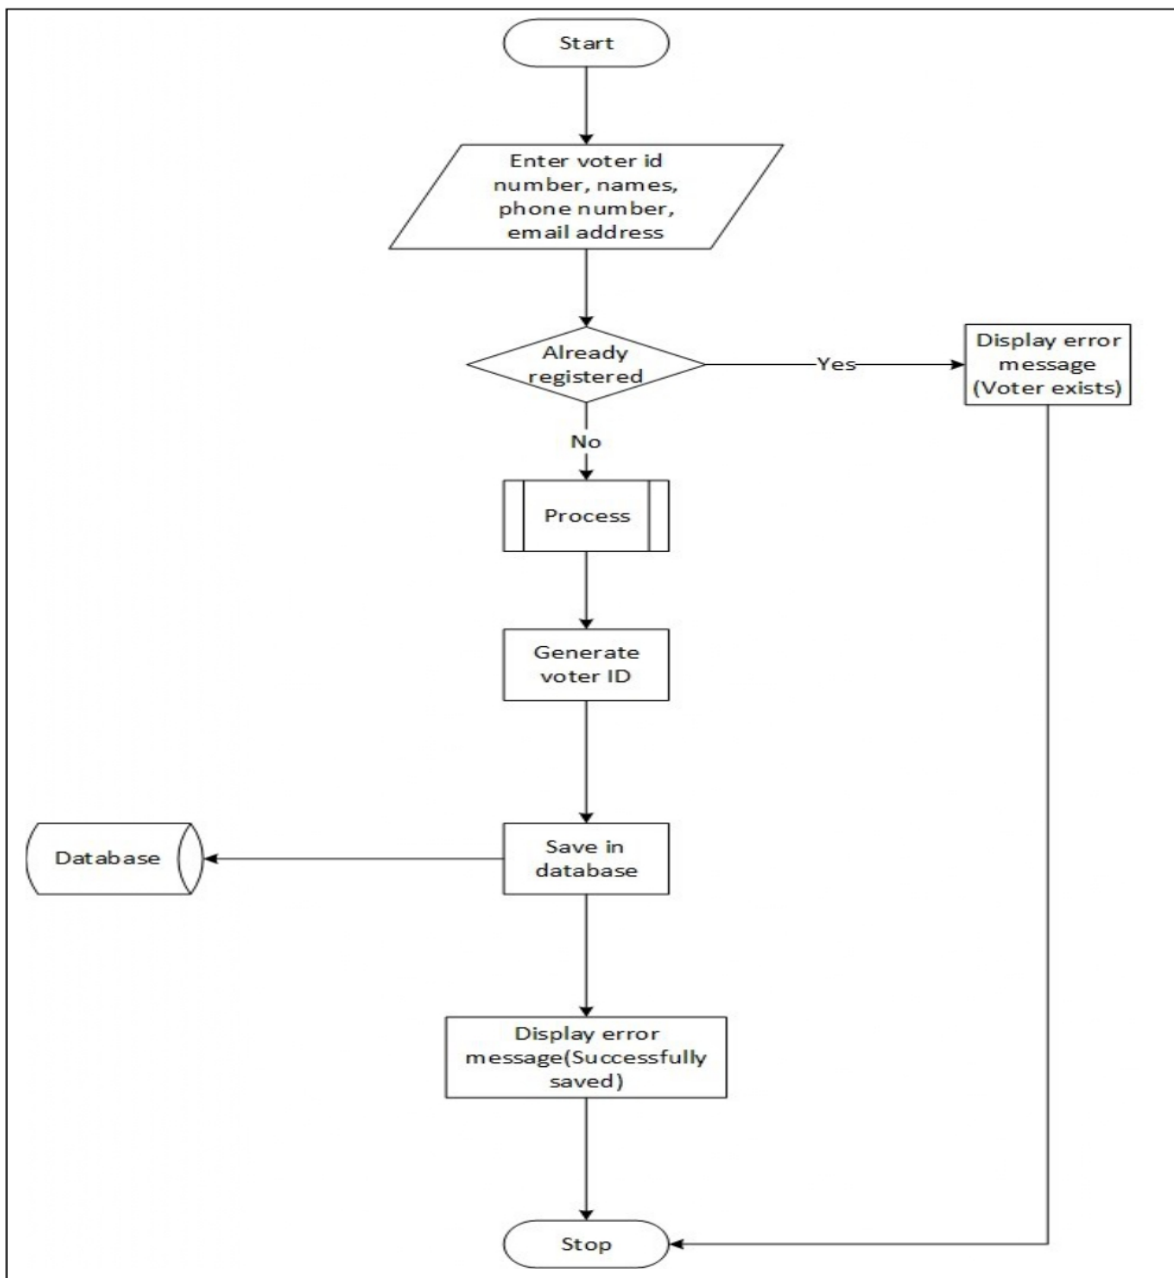 Start
Enter voter id
number, names,
phone number,
email address
Already
registered
Yes
Display error
message
(Voter exists)
No
Process
Generate
voter ID
Save in
database
Database
Display error
message(Successfully
saved)
Stop